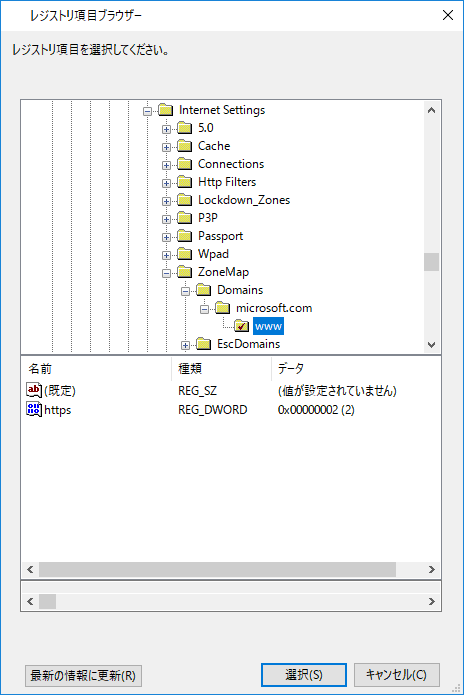 レジストリ項目ブラウザー
レジストリ項目を選択してください。
Internet Settings
5.0
Cache
Connections
Http Filters
Lockdown_Zones
P3P
Passport
Wpad
ZoneMap
Domains
microsoft.com
www
EscDomains
名前 種類 データ
(既定) REG_SZ (値が設定されていません)
https REG_DWORD 0x00000002 (2)
最新の情報に更新(R) 選択(S) キャンセル(C)